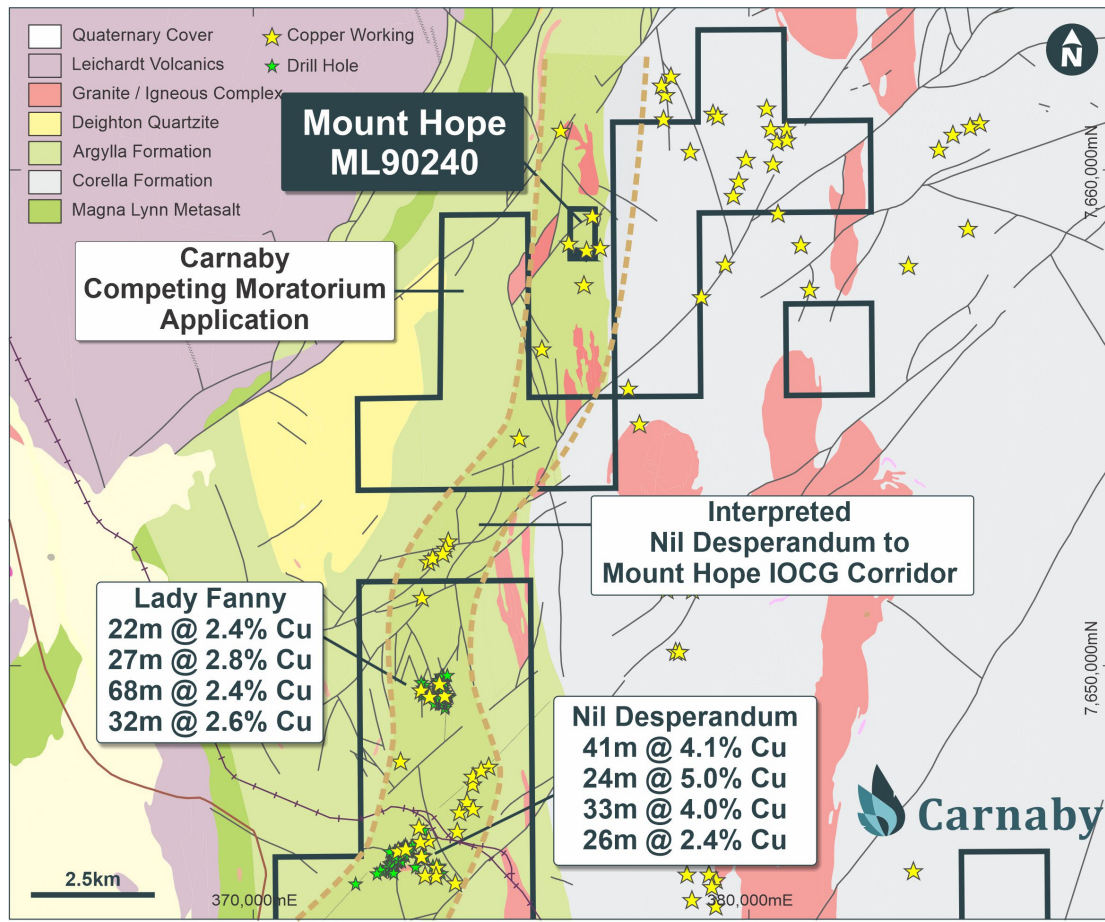 Quaternary Cover
Leichardt Volcanics
Granite / Igneous Complex
Deighton Quartzite
Argylla Formation
Corella Formation
Magna Lynn Metasalt
Copper Working
Drill Hole
N
Mount Hope
ML90240
7,660,000mN
Carnaby
Competing Moratorium
Application
Interpreted
Nil Desperandum to
Mount Hope IOCG Corridor
Lady Fanny
22m @ 2.4% Cu
27m @ 2.8% Cu
68m @ 2.4% Cu
32m @ 2.6% Cu
7,650,000mN
Nil Desperandum
41m @ 4.1% Cu
24m @ 5.0% Cu
33m @ 4.0% Cu
26m @ 2.4% Cu
Carnaby
2.5km
370,000mE
380,000mE